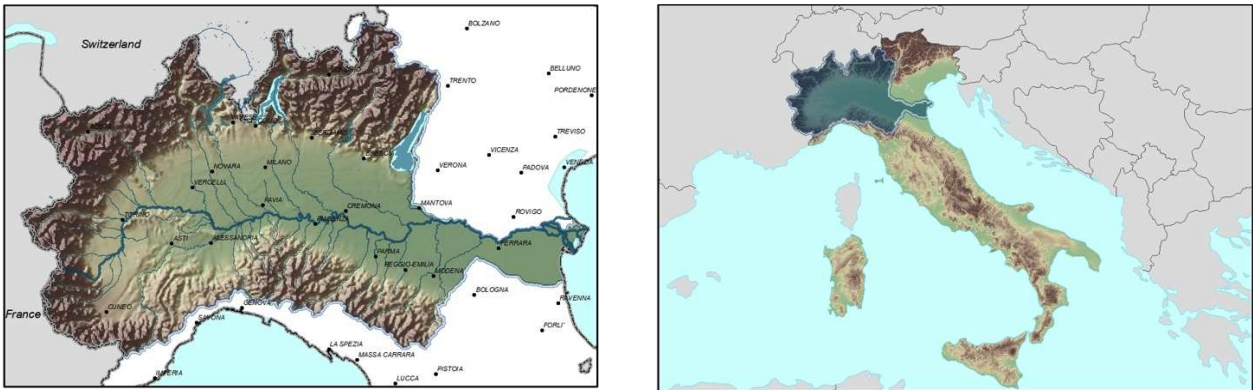 BOLZANO
Switzerland
TRENTO
BELLUNO
PORDENONE
TREVISO
VICENZA
VENEZIA
VERONA
PADOVA
NOVARA
MILANO
VERCELLI
PAVIA
CREMONA
MANTOVA
ROVIGO
TORINO
ASTI
ALESSANDRIA
PARMA
FERRARA
REGGIO-EMILIA
MODENA
BOLOGNA
RAVENNA
CUNEO
GENOVA
France
SAVONA
FORLI'
LA SPEZIA
MASSA CARRARA
IMPERIA
PISTOIA
LUCCA